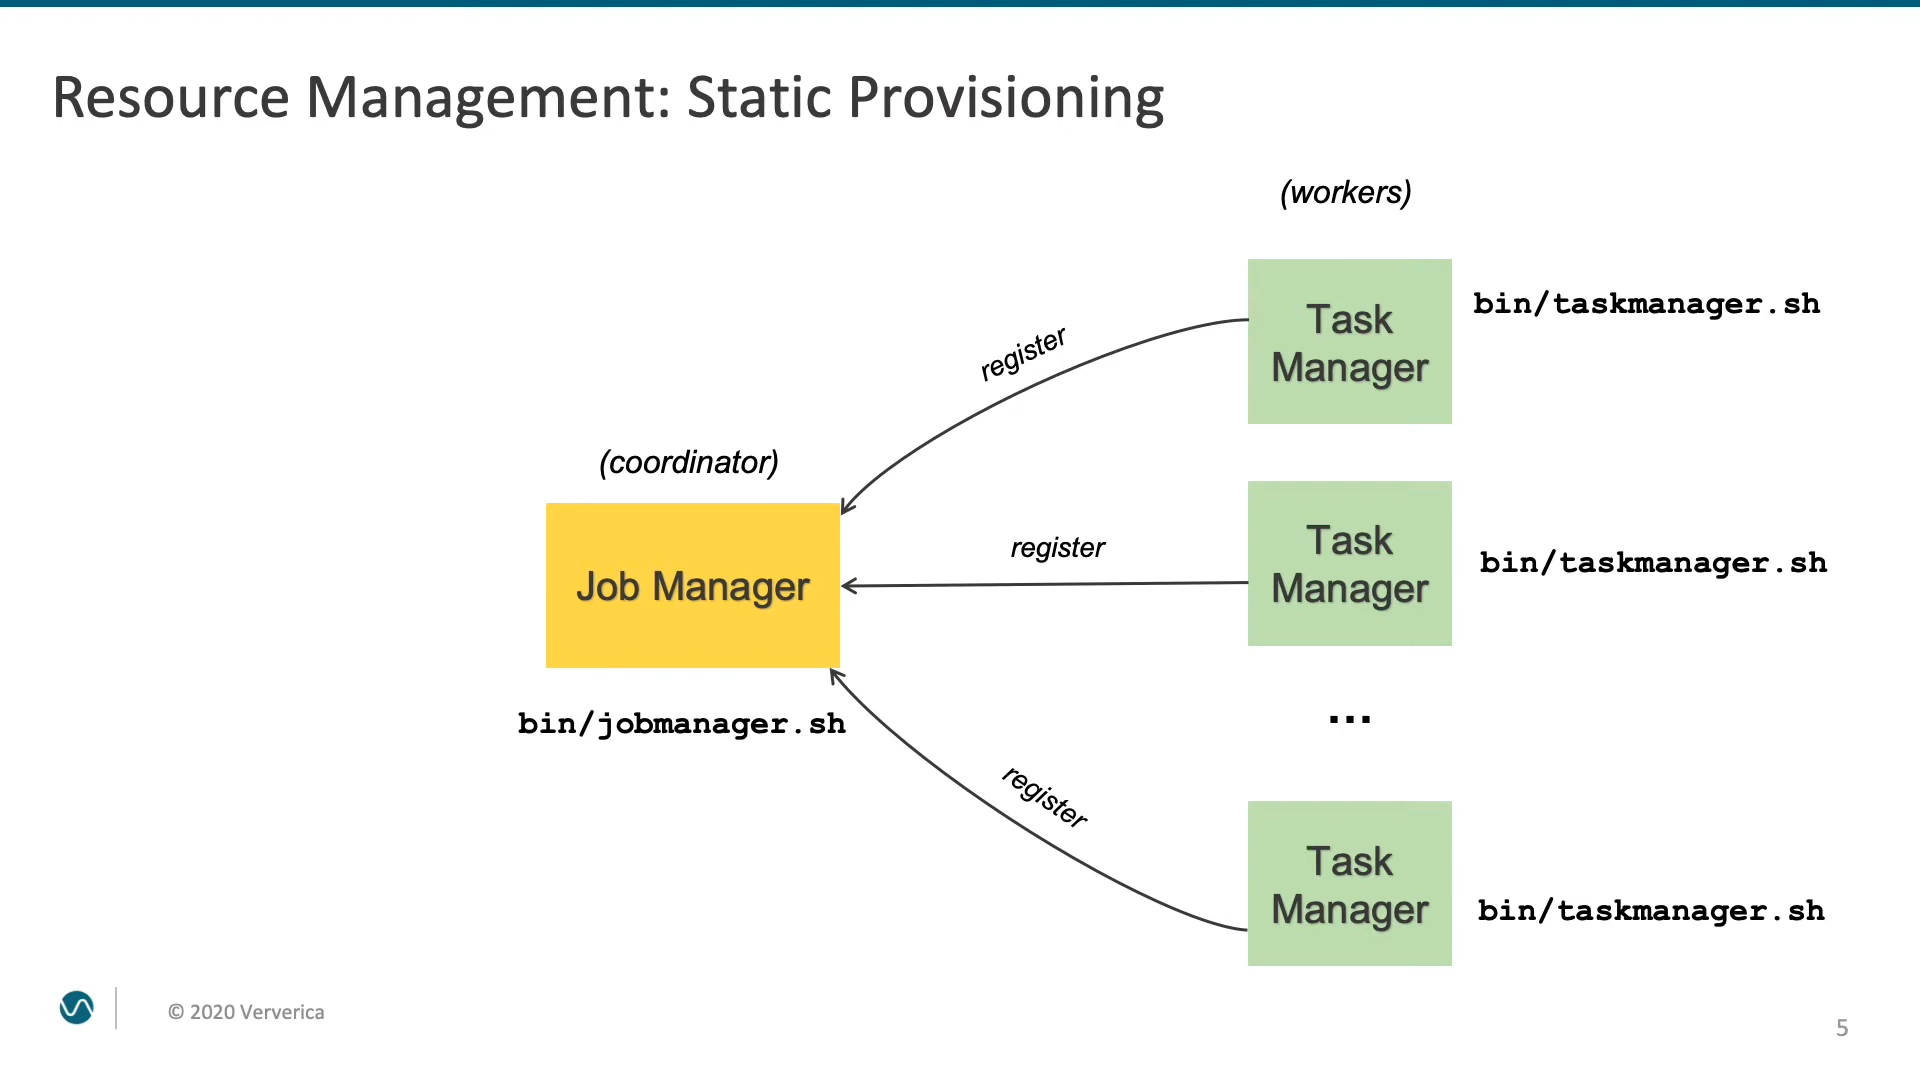 Resource Management: Static Provisioning
(workers)
Task
Manager
bin/taskmanager.sh
register
(coordinator)
Job Manager
bin/jobmanager.sh
register
Task
Manager
bin/taskmanager.sh
...
register
Task
Manager
bin/taskmanager.sh
© 2020 Ververica
5